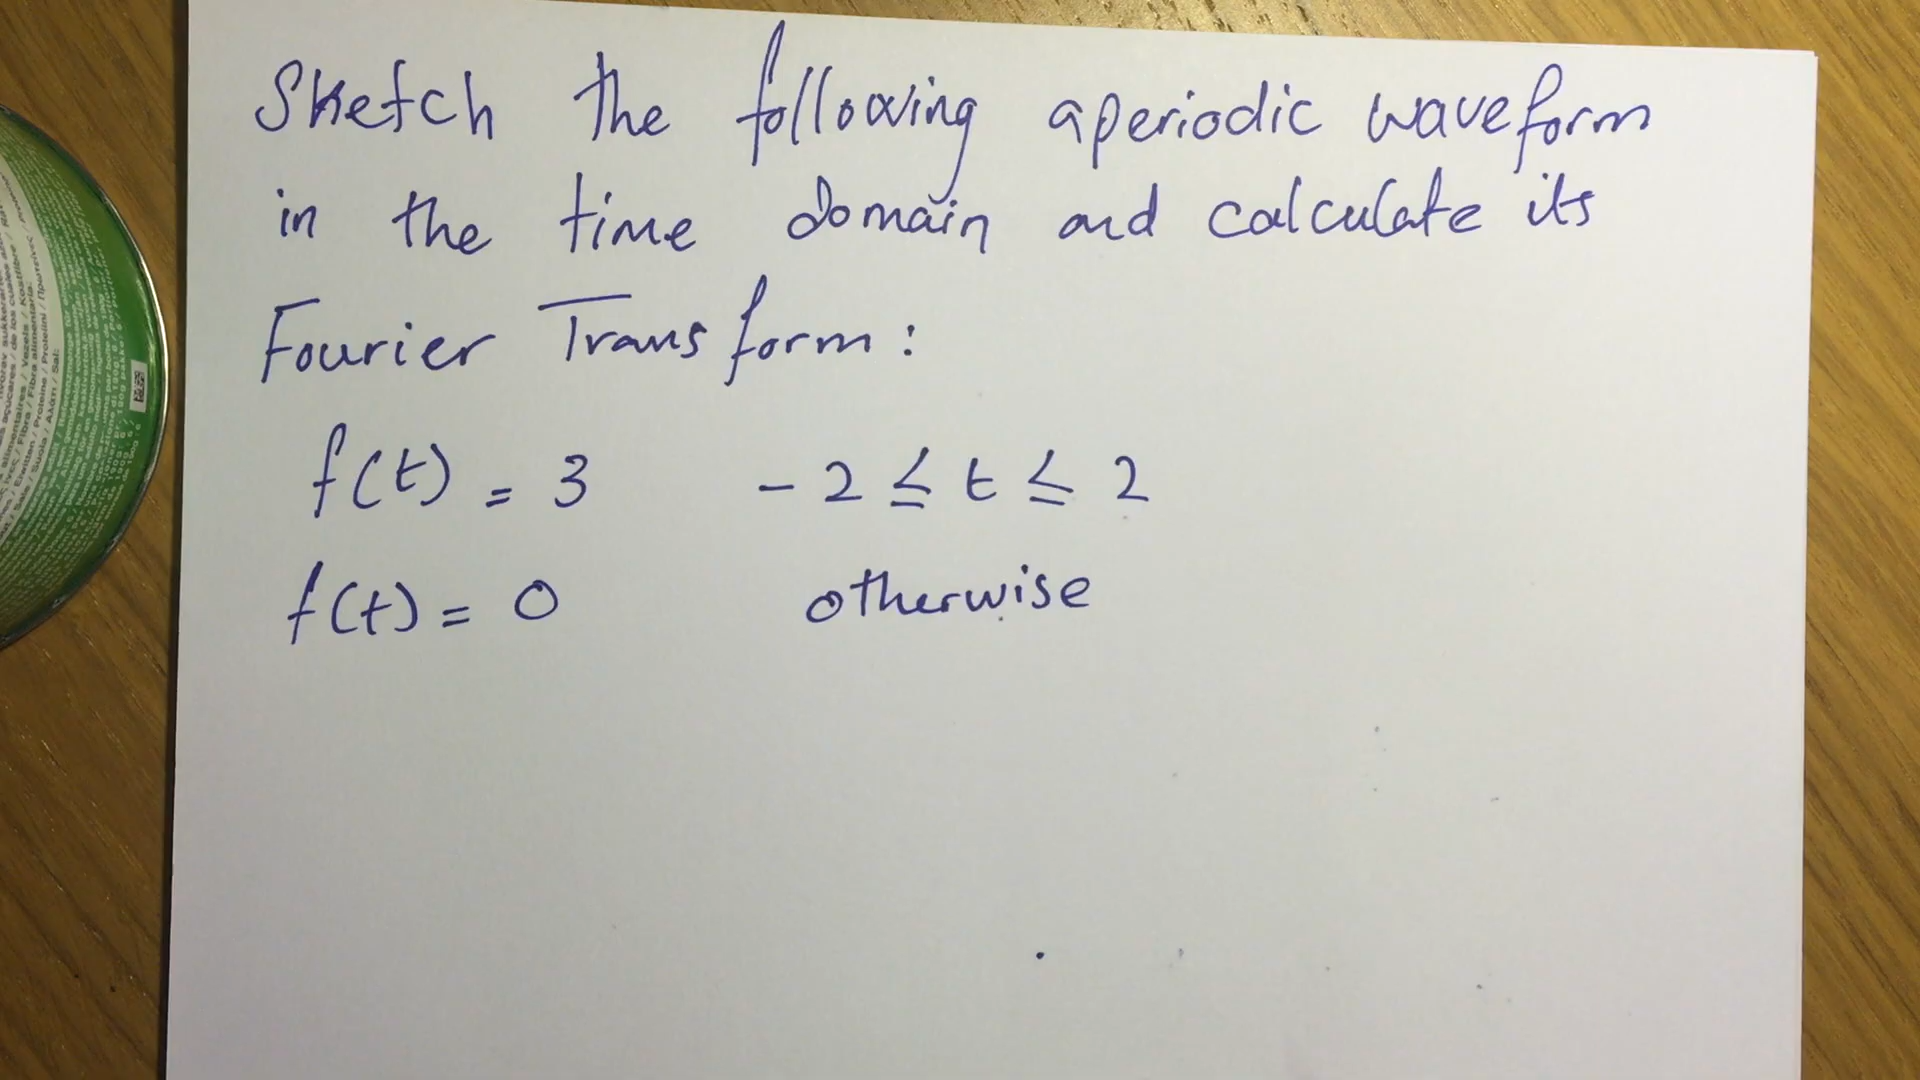 Sketch the following aperiodic waveform
in the time domain and calculate its
Fourier Transform:
f(t) = 3 - 2 ≤ t ≤ 2
f(t) = 0 otherwise